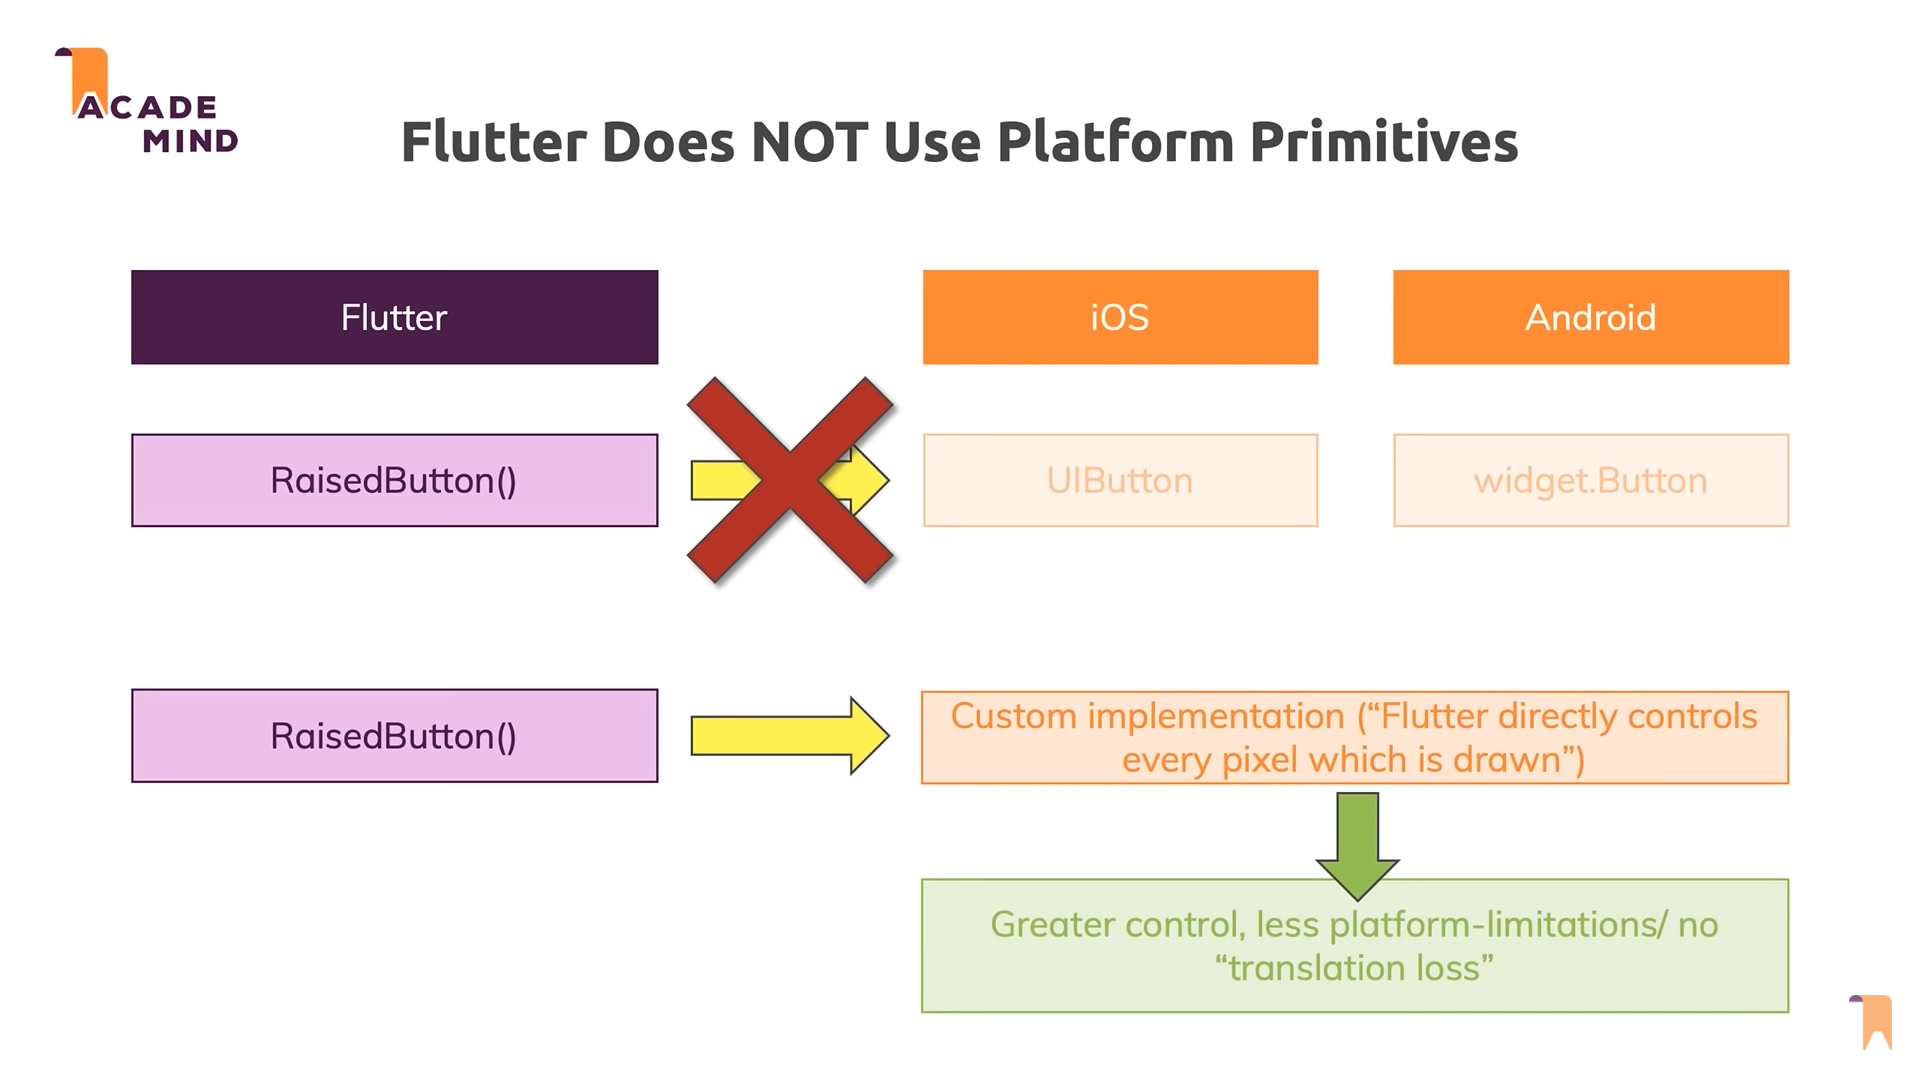 ACADE
MIND
Flutter Does NOT Use Platform Primitives
Flutter
iOS
Android
RaisedButton()
UIButton
widget.Button
RaisedButton()
Custom implementation (“Flutter directly controls
every pixel which is drawn”)
Greater control, less platform-limitations/ no
“translation loss”